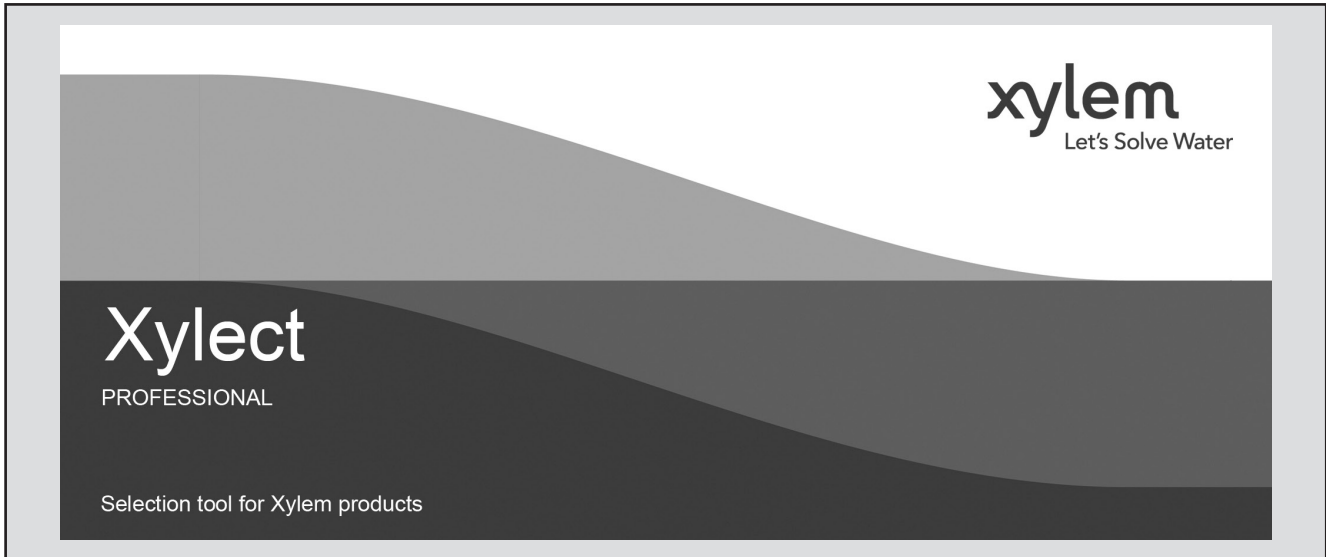 xylem
Let's Solve Water
Xylect
PROFESSIONAL
Selection tool for Xylem products